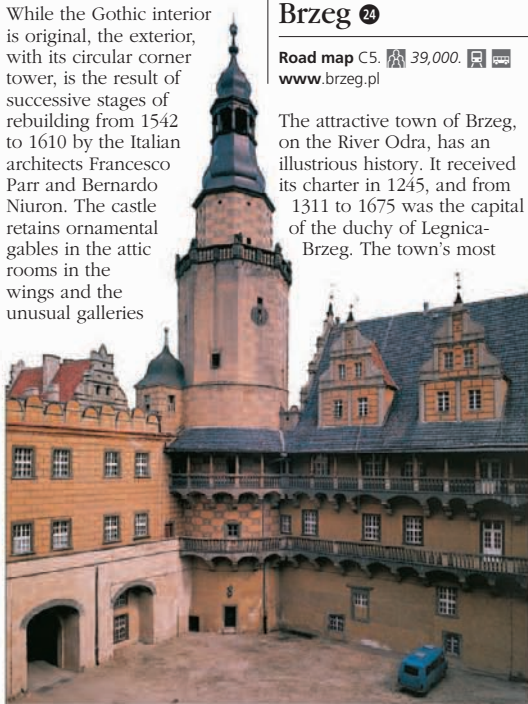 While the Gothic interior
is original, the exterior,
with its circular corner
tower, is the result of
successive stages of
rebuilding from 1542
to 1610 by the Italian
architects Francesco
Parr and Bernardo
Niuron. The castle
retains ornamental
gables in the attic
rooms in the
wings and the
unusual galleries
Brzeg 24
Road map C5. 39,000.
www.brzeg.pl
The attractive town of Brzeg,
on the River Odra, has an
illustrious history. It received
its charter in 1245, and from
1311 to 1675 was the capital
of the duchy of Legnica-
Brzeg. The town's most